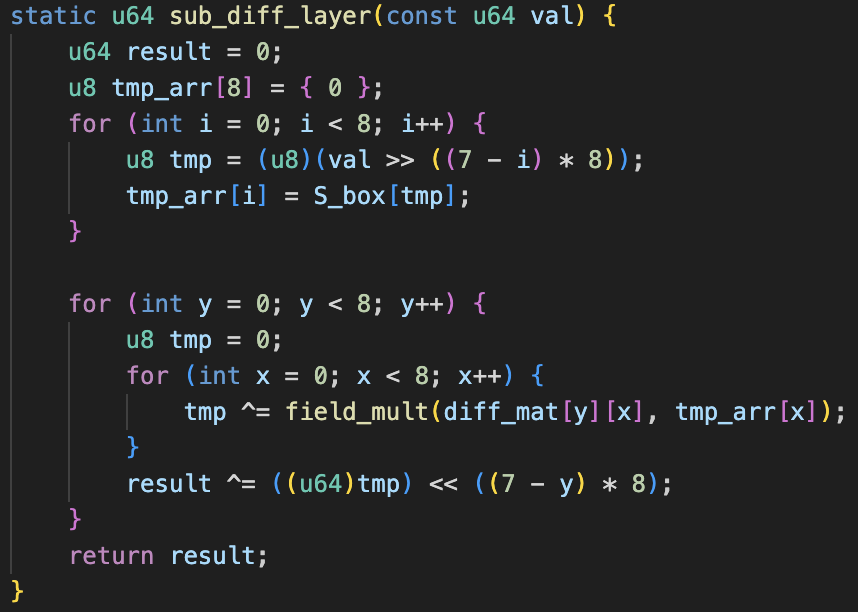 static u64 sub_diff_layer(const u64 val) {
    u64 result = 0;
    u8 tmp_arr[8] = { 0 };
    for (int i = 0; i < 8; i++) {
        u8 tmp = (u8)(val >> ((7 - i) * 8));
        tmp_arr[i] = S_box[tmp];
    }

    for (int y = 0; y < 8; y++) {
        u8 tmp = 0;
        for (int x = 0; x < 8; x++) {
            tmp ^= field_mult(diff_mat[y][x], tmp_arr[x]);
        }
        result ^= ((u64)tmp) << ((7 - y) * 8);
    }
    return result;
}